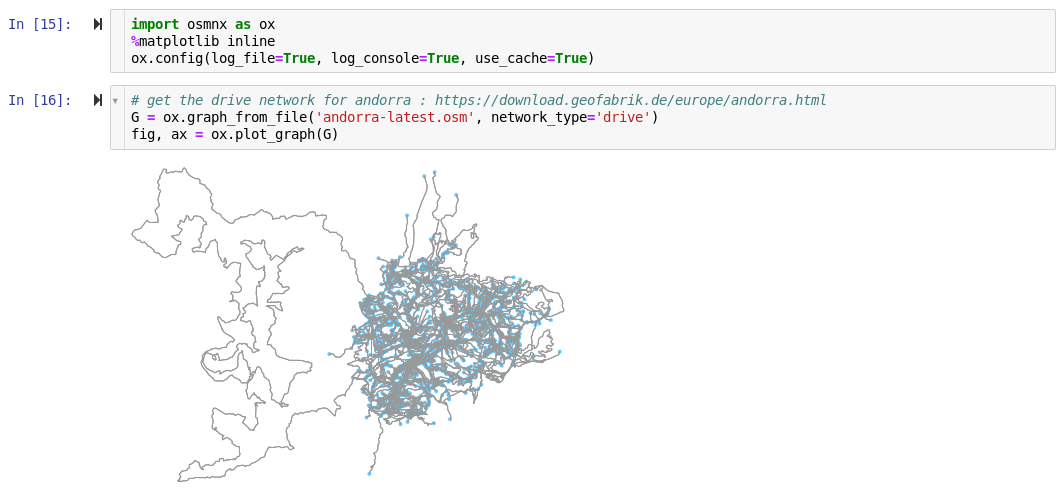 In [15]:
import osmnx as ox
%matplotlib inline
ox.config(log_file=True, log_console=True, use_cache=True)
In [16]:
# get the drive network for andorra : https://download.geofabrik.de/europe/andorra.html
G = ox.graph_from_file('andorra-latest.osm', network_type='drive')
fig, ax = ox.plot_graph(G)